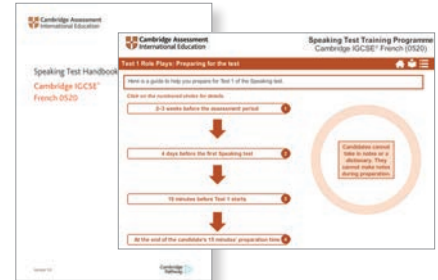 Cambridge Assessment
International Education
Speaking Test Handbook
Cambridge IGCSE™
French (0520)
Cambridge
Pathway
Cambridge Assessment
International Education
Speaking Test Training Programme
Cambridge IGCSE™ French (0520)
Test 1 Role Plays: Preparing for the test
Here is a guide to help you prepare for Test 1 of the Speaking test.
Click on the numbered photo for details.
2-3 weeks before the assessment period
1
4 days before the first Speaking test
2
15 minutes before Test 1 starts
3
At the end of the candidate's 15 minutes' preparation time
4
Candidates cannot
take in notes or a
dictionary. They
cannot make notes
during preparation.